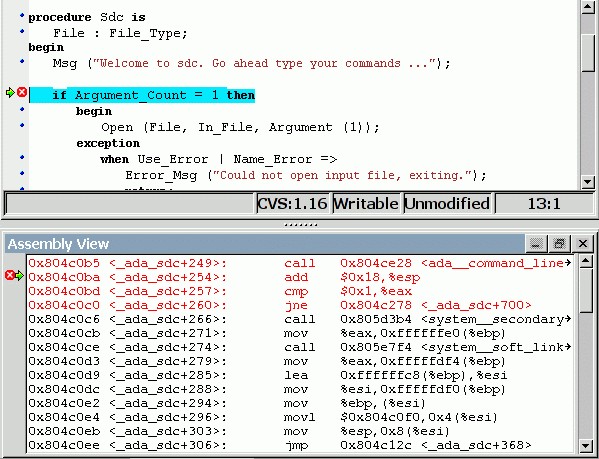 procedure Sdc is
File : File_Type;
begin
Msg ("Welcome to sdc. Go ahead type your commands ...");
if Argument_Count = 1 then
begin
Open (File, In_File, Argument (1));
exception
when Use_Error | Name_Error =>
Error_Msg ("Could not open input file, exiting.");
return;
CVS:1.16 Writable Unmodified 13:1
Assembly View
0x804c0b5 <_ada_sdc+249>: call 0x804ce28 <ada__command_line
0x804c0ba <_ada_sdc+254>: add $0x18,%esp
0x804c0bd <_ada_sdc+257>: cmp $0x1,%eax
0x804c0c0 <_ada_sdc+260>: jne 0x804c278 <_ada_sdc+700>
0x804c0c6 <_ada_sdc+266>: call 0x805d3b4 <system__secondary
0x804c0cb <_ada_sdc+271>: mov %eax,0xffffffe0(%ebp)
0x804c0ce <_ada_sdc+274>: call 0x805e7f4 <system__soft_link
0x804c0d3 <_ada_sdc+279>: mov %eax,0xfffffdf4(%ebp)
0x804c0d9 <_ada_sdc+285>: lea 0xffffffc8(%ebp),%esi
0x804c0dc <_ada_sdc+288>: mov %esi,0xfffffdf0(%ebp)
0x804c0e2 <_ada_sdc+294>: mov %ebp,(%esi)
0x804c0e4 <_ada_sdc+296>: movl $0x804c0f0,0x4(%esi)
0x804c0eb <_ada_sdc+303>: mov %esp,0x8(%esi)
0x804c0ee <_ada_sdc+306>: jmp 0x804c12c <_ada_sdc+368>